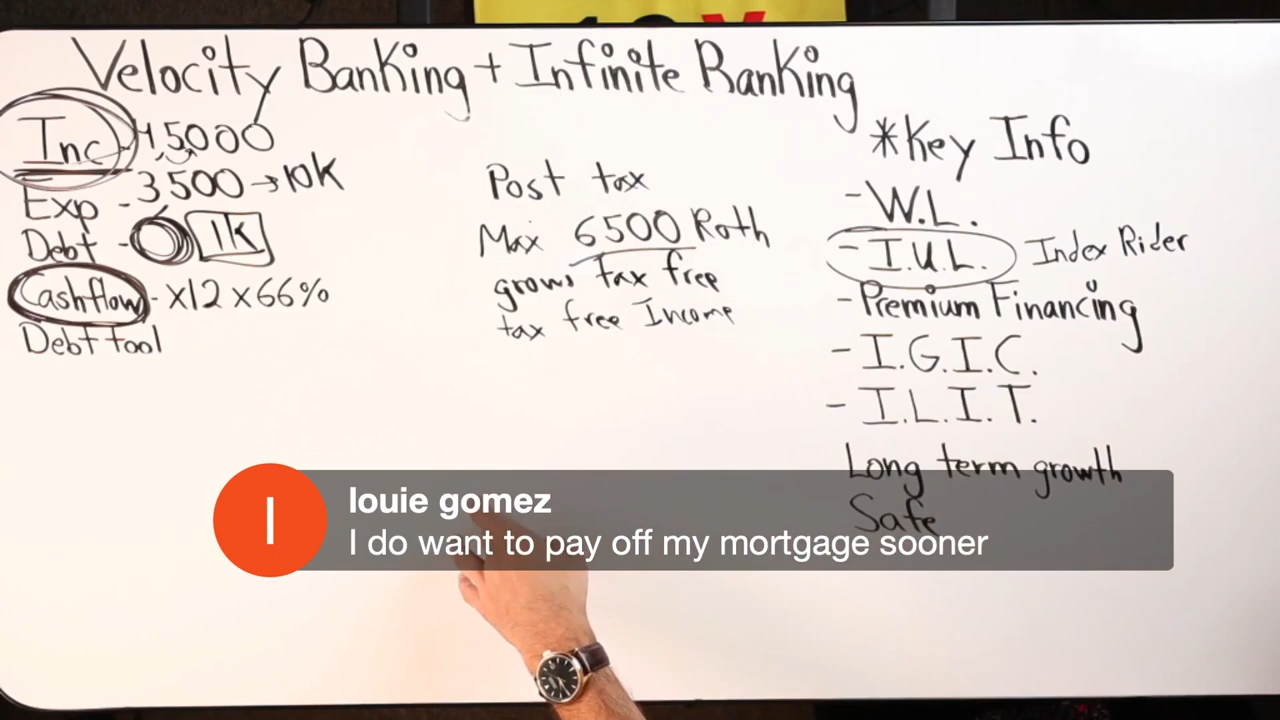 Velocity Banking + Infinite Banking
Inc - 15,000
Exp - 3500 → 10K
Debt - 0 1K
Cashflow - x12 x 66%
Debt tool
Post tax
Max 6500 Roth
grows tax free
tax free Income
*Key Info
- W.L.
- I.U.L. Index Rider
- Premium Financing
- I.G.I.C.
- I.L.I.T.
Long term growth
Safe
I
louie gomez
I do want to pay off my mortgage sooner